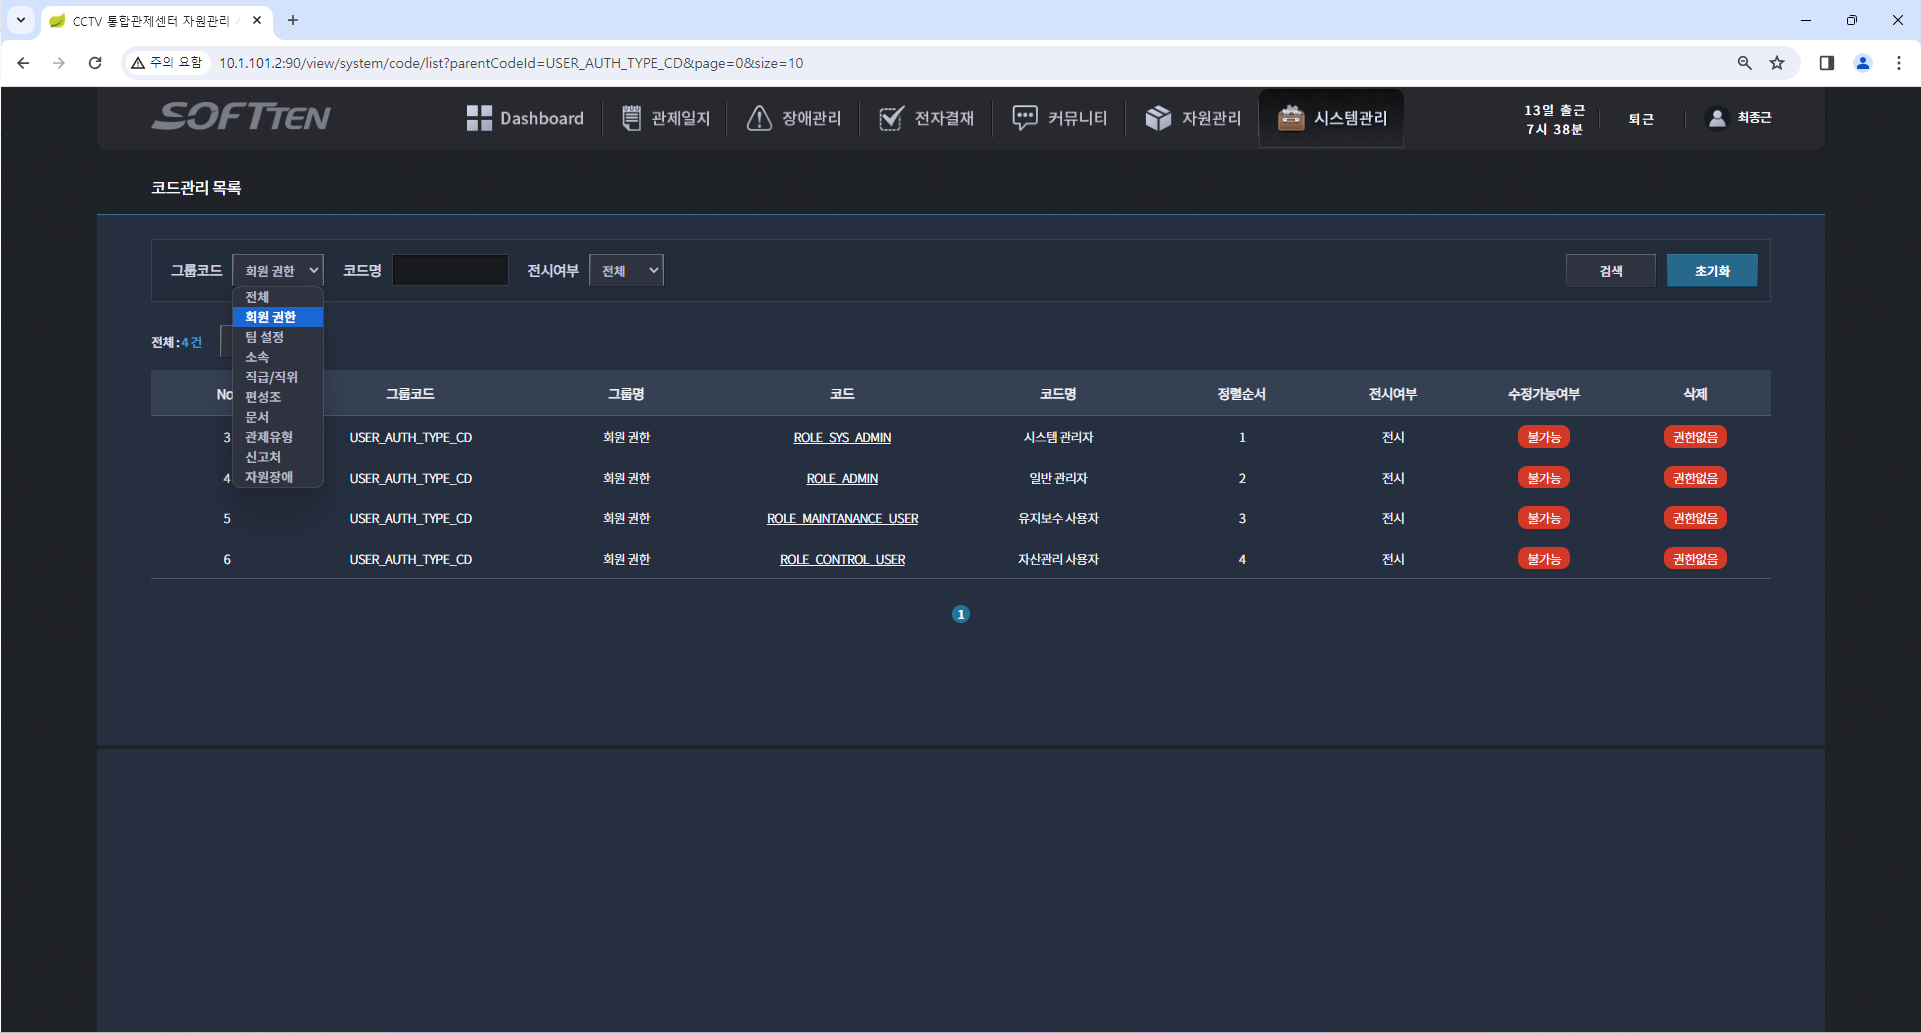 CCTV 통합관제센터 자원관리
주의 요함 10.1.101.2:90/view/system/code/list?parentCodeId=USER_AUTH_TYPE_CD&page=0&size=10
SOFTTEN Dashboard 관제일지 장애관리 전자결재 커뮤니티 자원관리 시스템관리 13일 출근 퇴근 최종근
7시 38분
코드관리 목록
그룹코드 회원 권한 코드명 전시여부 전체 검색 초기화
전체
회원 권한
팀 설정
소속
직급/직위
편성조
문서
관제유형
신고처
자원장애
전체 : 4 건
No 그룹코드 그룹명 코드 코드명 정렬순서 전시여부 수정가능여부 삭제
3 USER_AUTH_TYPE_CD 회원 권한 ROLE_SYS_ADMIN 시스템 관리자 1 전시 불가능 권한없음
4 USER_AUTH_TYPE_CD 회원 권한 ROLE_ADMIN 일반 관리자 2 전시 불가능 권한없음
5 USER_AUTH_TYPE_CD 회원 권한 ROLE_MAINTANANCE_USER 유지보수 사용자 3 전시 불가능 권한없음
6 USER_AUTH_TYPE_CD 회원 권한 ROLE_CONTROL_USER 자산관리 사용자 4 전시 불가능 권한없음
1